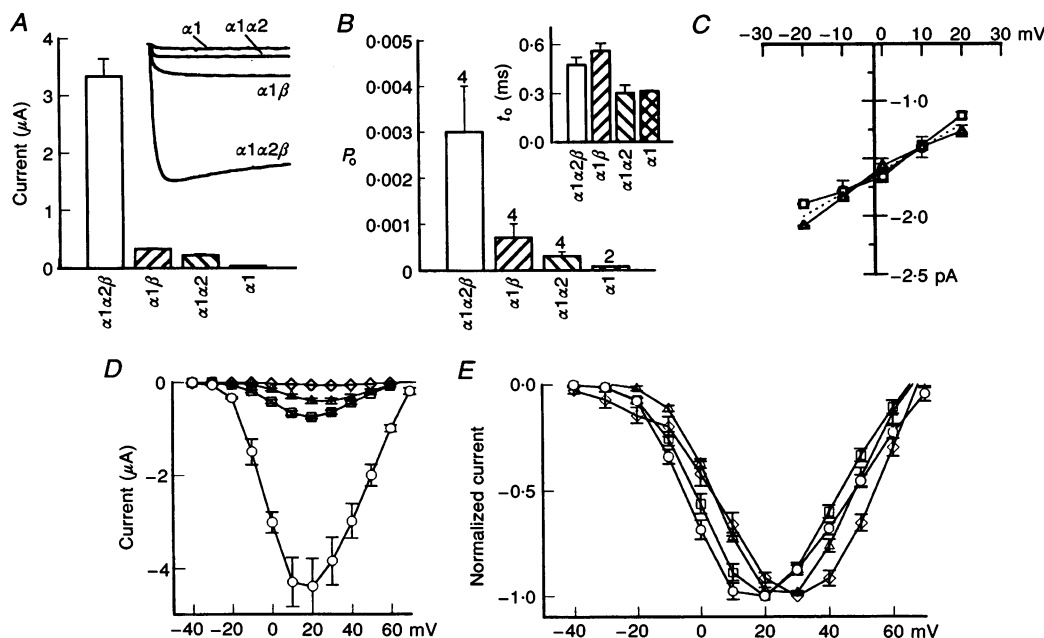 A
Current (μA)
4
3
2
1
0
α1 α1α2
α1β
α1α2β
α1α2β
α1β
α1α2
α1
B
Pₒ
0·005
0·004
0·003
0·002
0·001
0
4
4
4
2
α1α2β
α1β
α1α2
α1
tₒ (ms)
0·6
0·3
0·0
α1α2β
α1β
α1α2
α1
C
−30 −20 −10 0 10 20 30 mV
−1·0
−2·0
−2·5 pA
D
Current (μA)
0
−2
−4
−40 −20 0 20 40 60 mV
E
Normalized current
0·0
−0·5
−1·0
−40 −20 0 20 40 60 mV